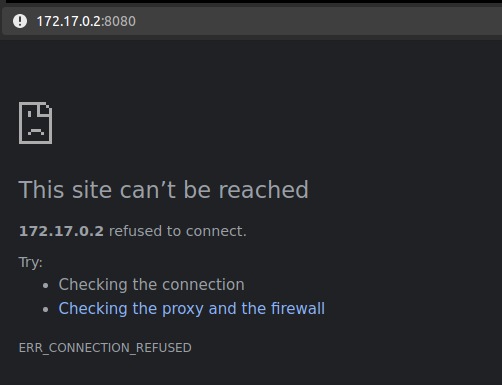 172.17.0.2:8080
This site can’t be reached
172.17.0.2 refused to connect.
Try:
• Checking the connection
• Checking the proxy and the firewall
ERR_CONNECTION_REFUSED